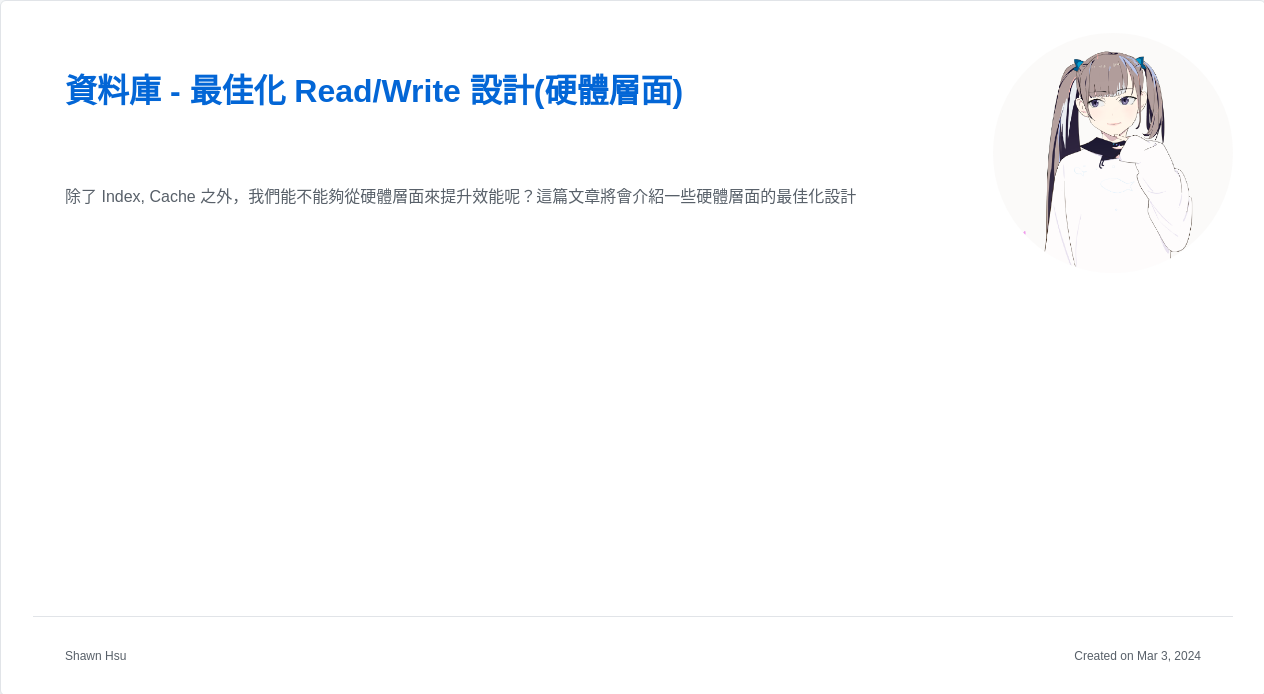 資料庫 - 最佳化 Read/Write 設計(硬體層面)
除了 Index, Cache 之外，我們能不能夠從硬體層面來提升效能呢？這篇文章將會介紹一些硬體層面的最佳化設計
Shawn Hsu
Created on Mar 3, 2024